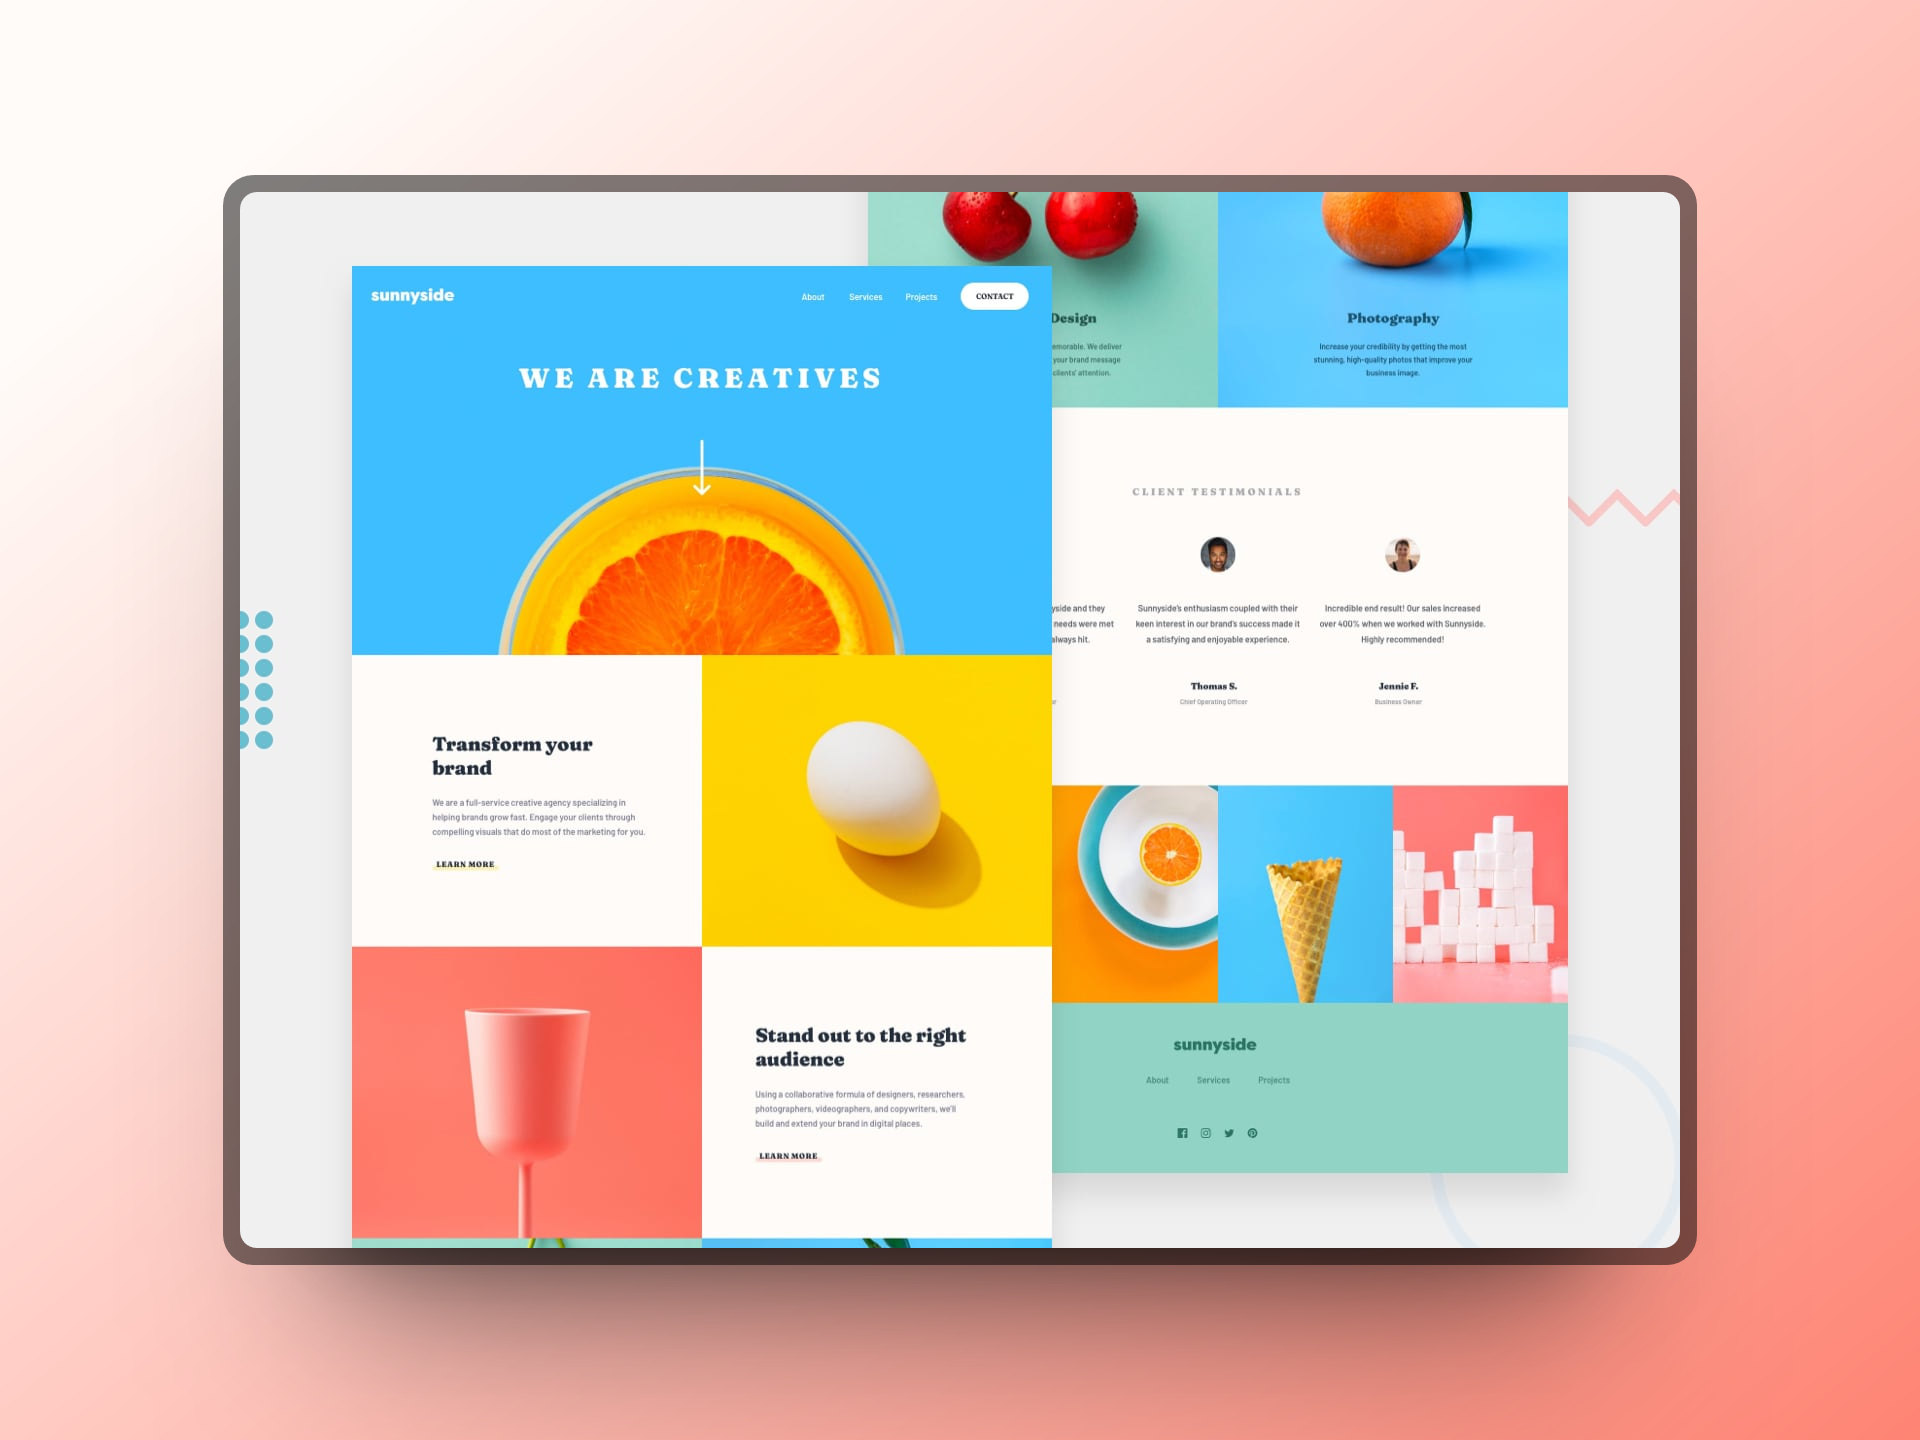 sunnyside
About Services Projects CONTACT
WE ARE CREATIVES
Transform your
brand
We are a full-service creative agency specializing in
helping brands grow fast. Engage your clients through
compelling visuals that do most of the marketing for you.
LEARN MORE
Stand out to the right
audience
Using a collaborative formula of designers, researchers,
photographers, videographers, and copywriters, we'll
build and extend your brand in digital places.
LEARN MORE
Design
emorable. We deliver
your brand message
clients' attention.
Photography
Increase your credibility by getting the most
stunning, high-quality photos that improve your
business image.
CLIENT TESTIMONIALS
yside and they
needs were met
always hit.
Sunnyside's enthusiasm coupled with their
keen interest in our brand's success made it
a satisfying and enjoyable experience.
Thomas S.
Chief Operating Officer
Incredible end result! Our sales increased
over 400% when we worked with Sunnyside.
Highly recommended!
Jennie F.
Business Owner
sunnyside
About Services Projects